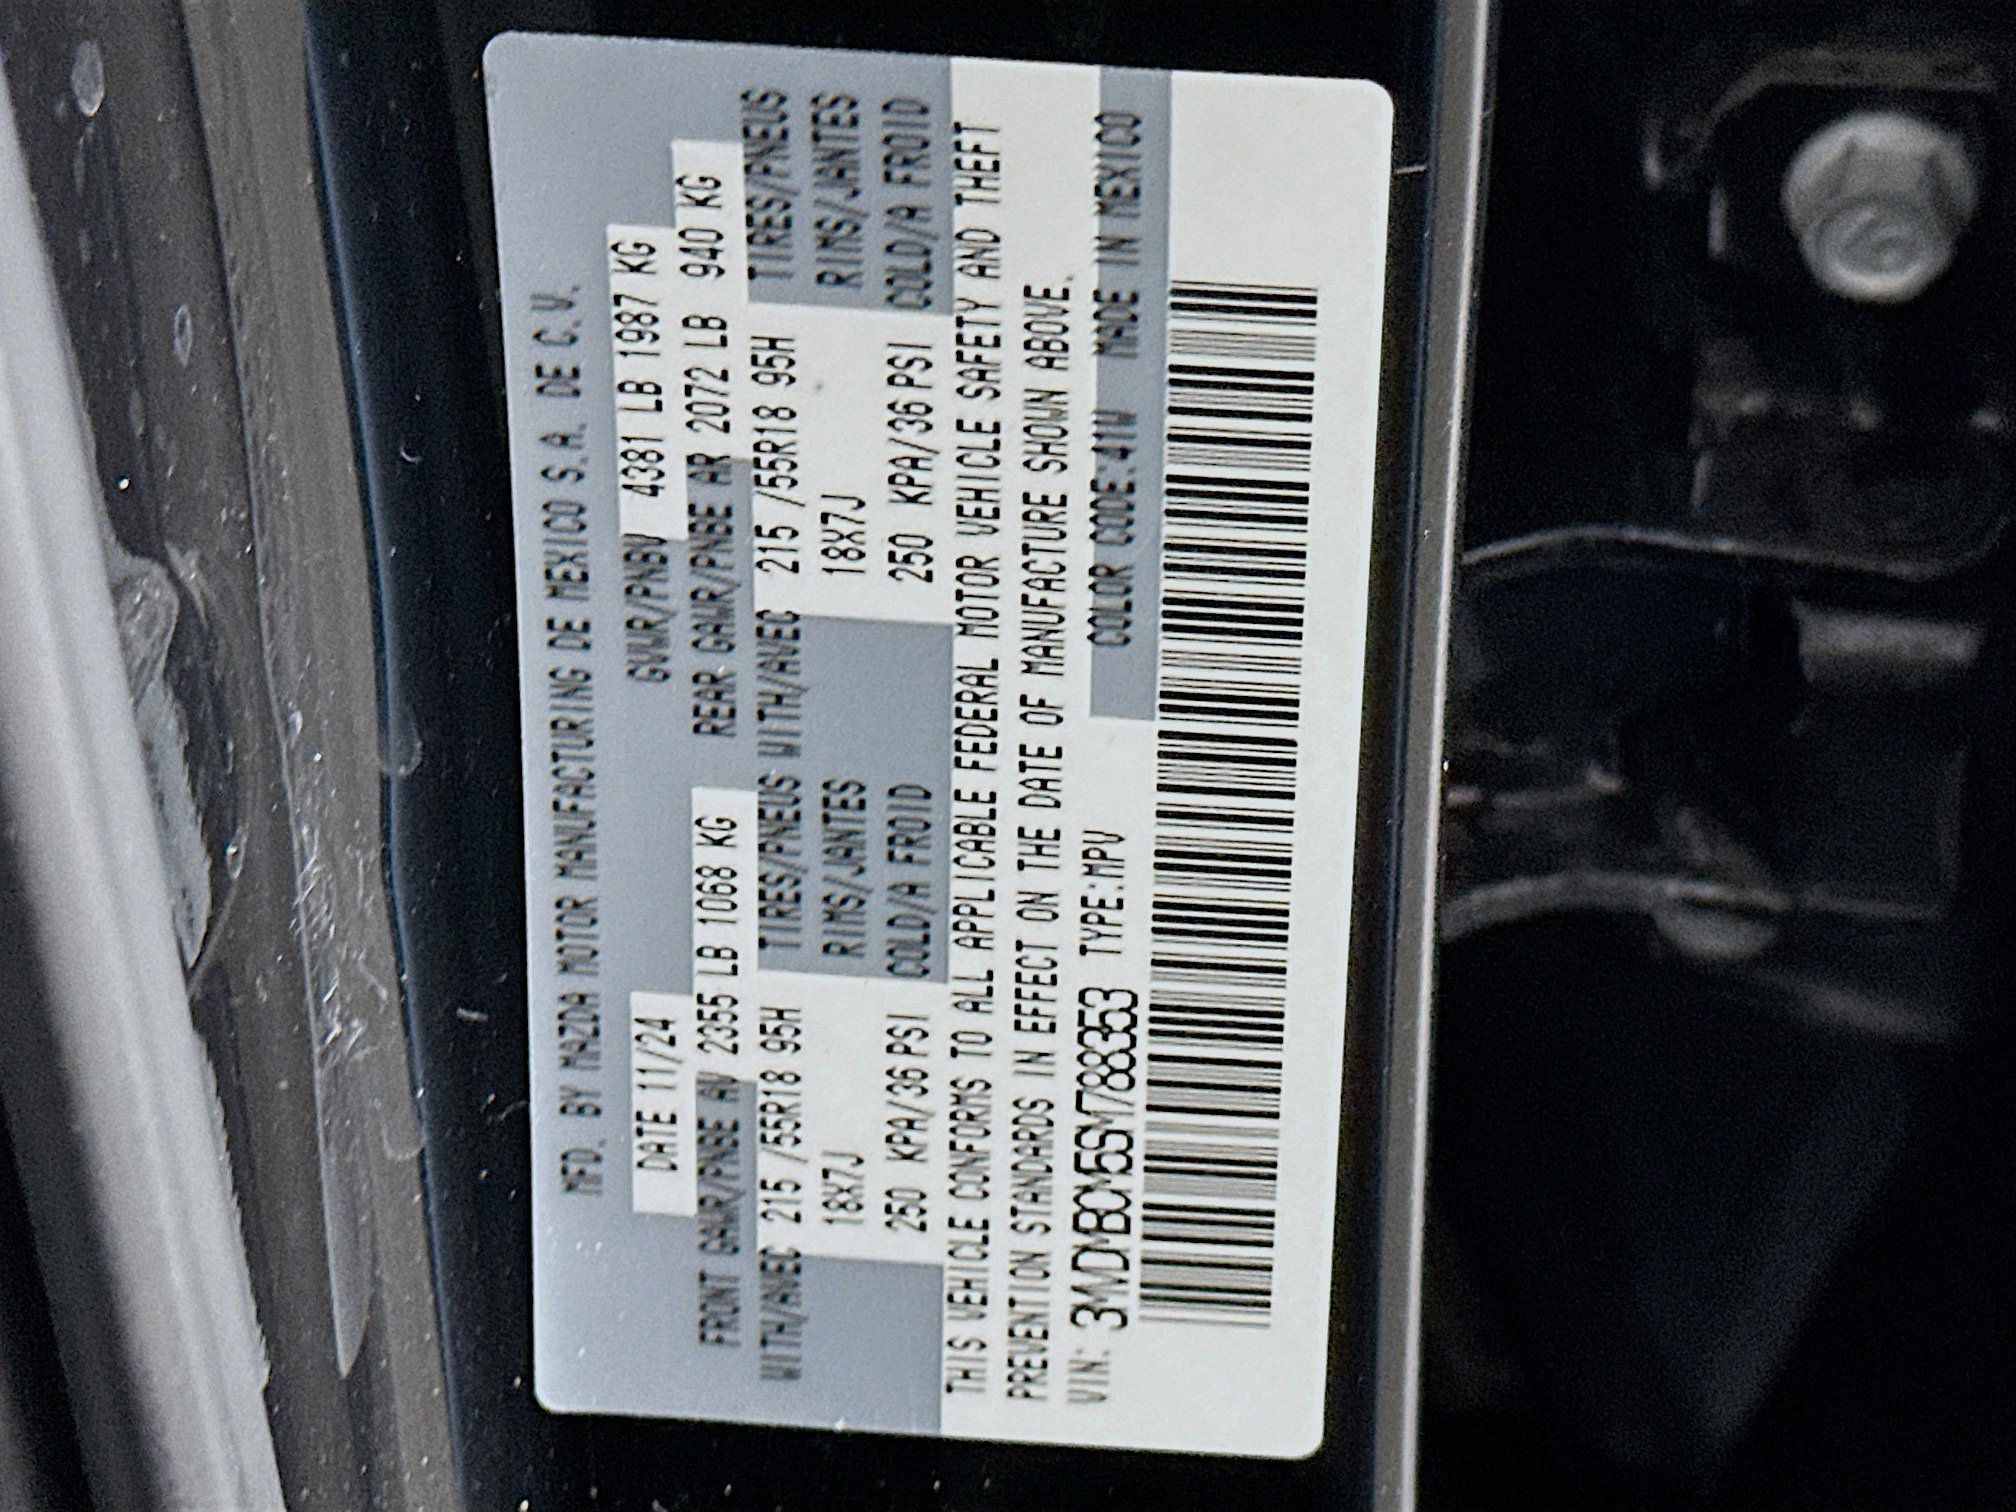 MFD. BY MAZDA MOTOR MANUFACTURING DE MEXICO S.A. DE C.V.
DATE 11/24 GVWR/PNBV 4381 LB 1987 KG
FRONT GAWR/PNBE AV 2355 LB 1068 KG REAR GAWR/PNBE AR 2072 LB 940 KG
WITH/AVEC 215 /55R18 95H TIRES/PNEUS WITH/AVEC 215 /55R18 95H TIRES/PNEUS
18X7J RIMS/JANTES 18X7J RIMS/JANTES
250 KPA/36 PSI COLD/A FROID 250 KPA/36 PSI COLD/A FROID
THIS VEHICLE CONFORMS TO ALL APPLICABLE FEDERAL MOTOR VEHICLE SAFETY AND THEFT
PREVENTION STANDARDS IN EFFECT ON THE DATE OF MANUFACTURE SHOWN ABOVE.
VIN: 3MVDMBCM5SM788353 TYPE:MPV COLOR CODE:41W MADE IN MEXICO